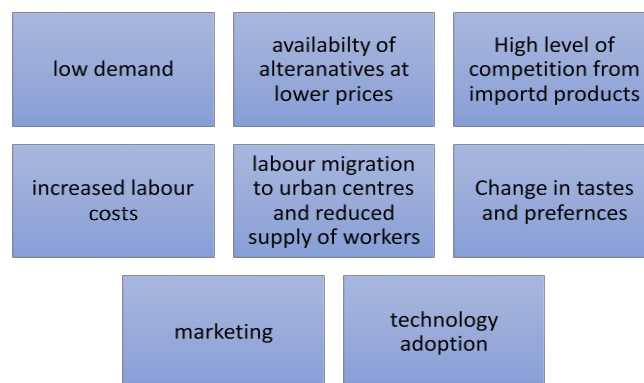 low demand
availabilty of
alteranatives at
lower prices
High level of
competition from
importd products
increased labour
costs
labour migration
to urban centres
and reduced
supply of workers
Change in tastes
and prefernces
marketing
technology
adoption